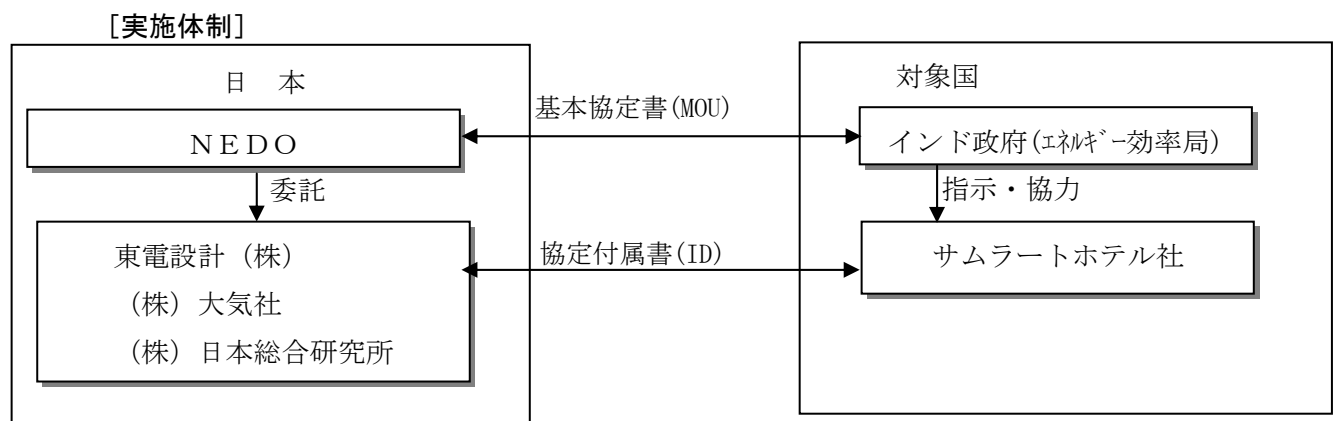 [実施体制]
日　本
対象国
ＮＥＤＯ
基本協定書(MOU)
インド政府(ｴﾈﾙｷﾞｰ効率局)
委託
指示・協力
東電設計（株）
（株）大気社
（株）日本総合研究所
協定付属書(ID)
サムラートホテル社